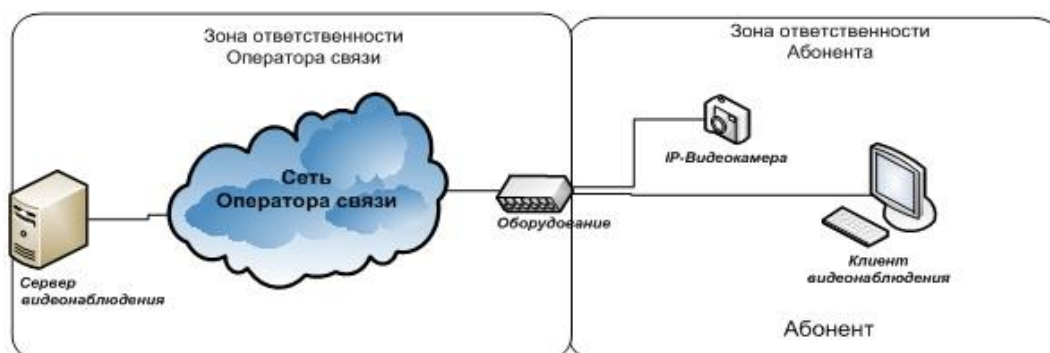 Зона ответственности
Оператора связи
Зона ответственности
Абонента
Сеть
Оператора связи
IP-Видеокамера
Оборудование
Сервер
видеонаблюдения
Клиент
видеонаблюдения
Абонент